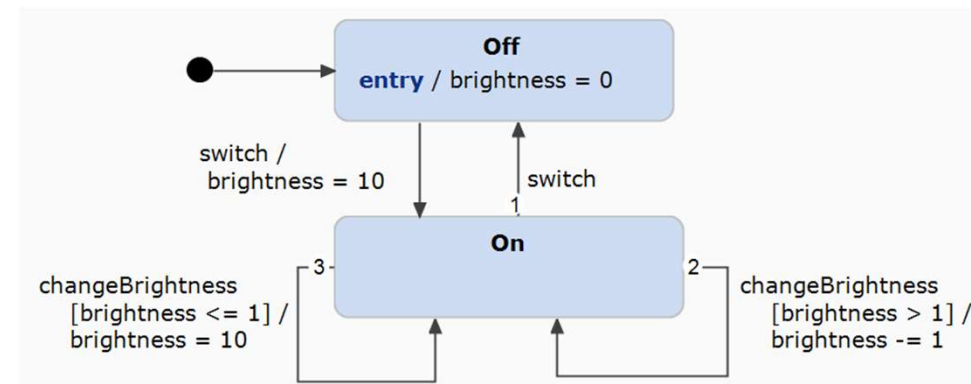 Off
entry / brightness = 0
switch /
brightness = 10
switch
1
On
3
2
changeBrightness
[brightness <= 1] /
brightness = 10
changeBrightness
[brightness > 1] /
brightness -= 1